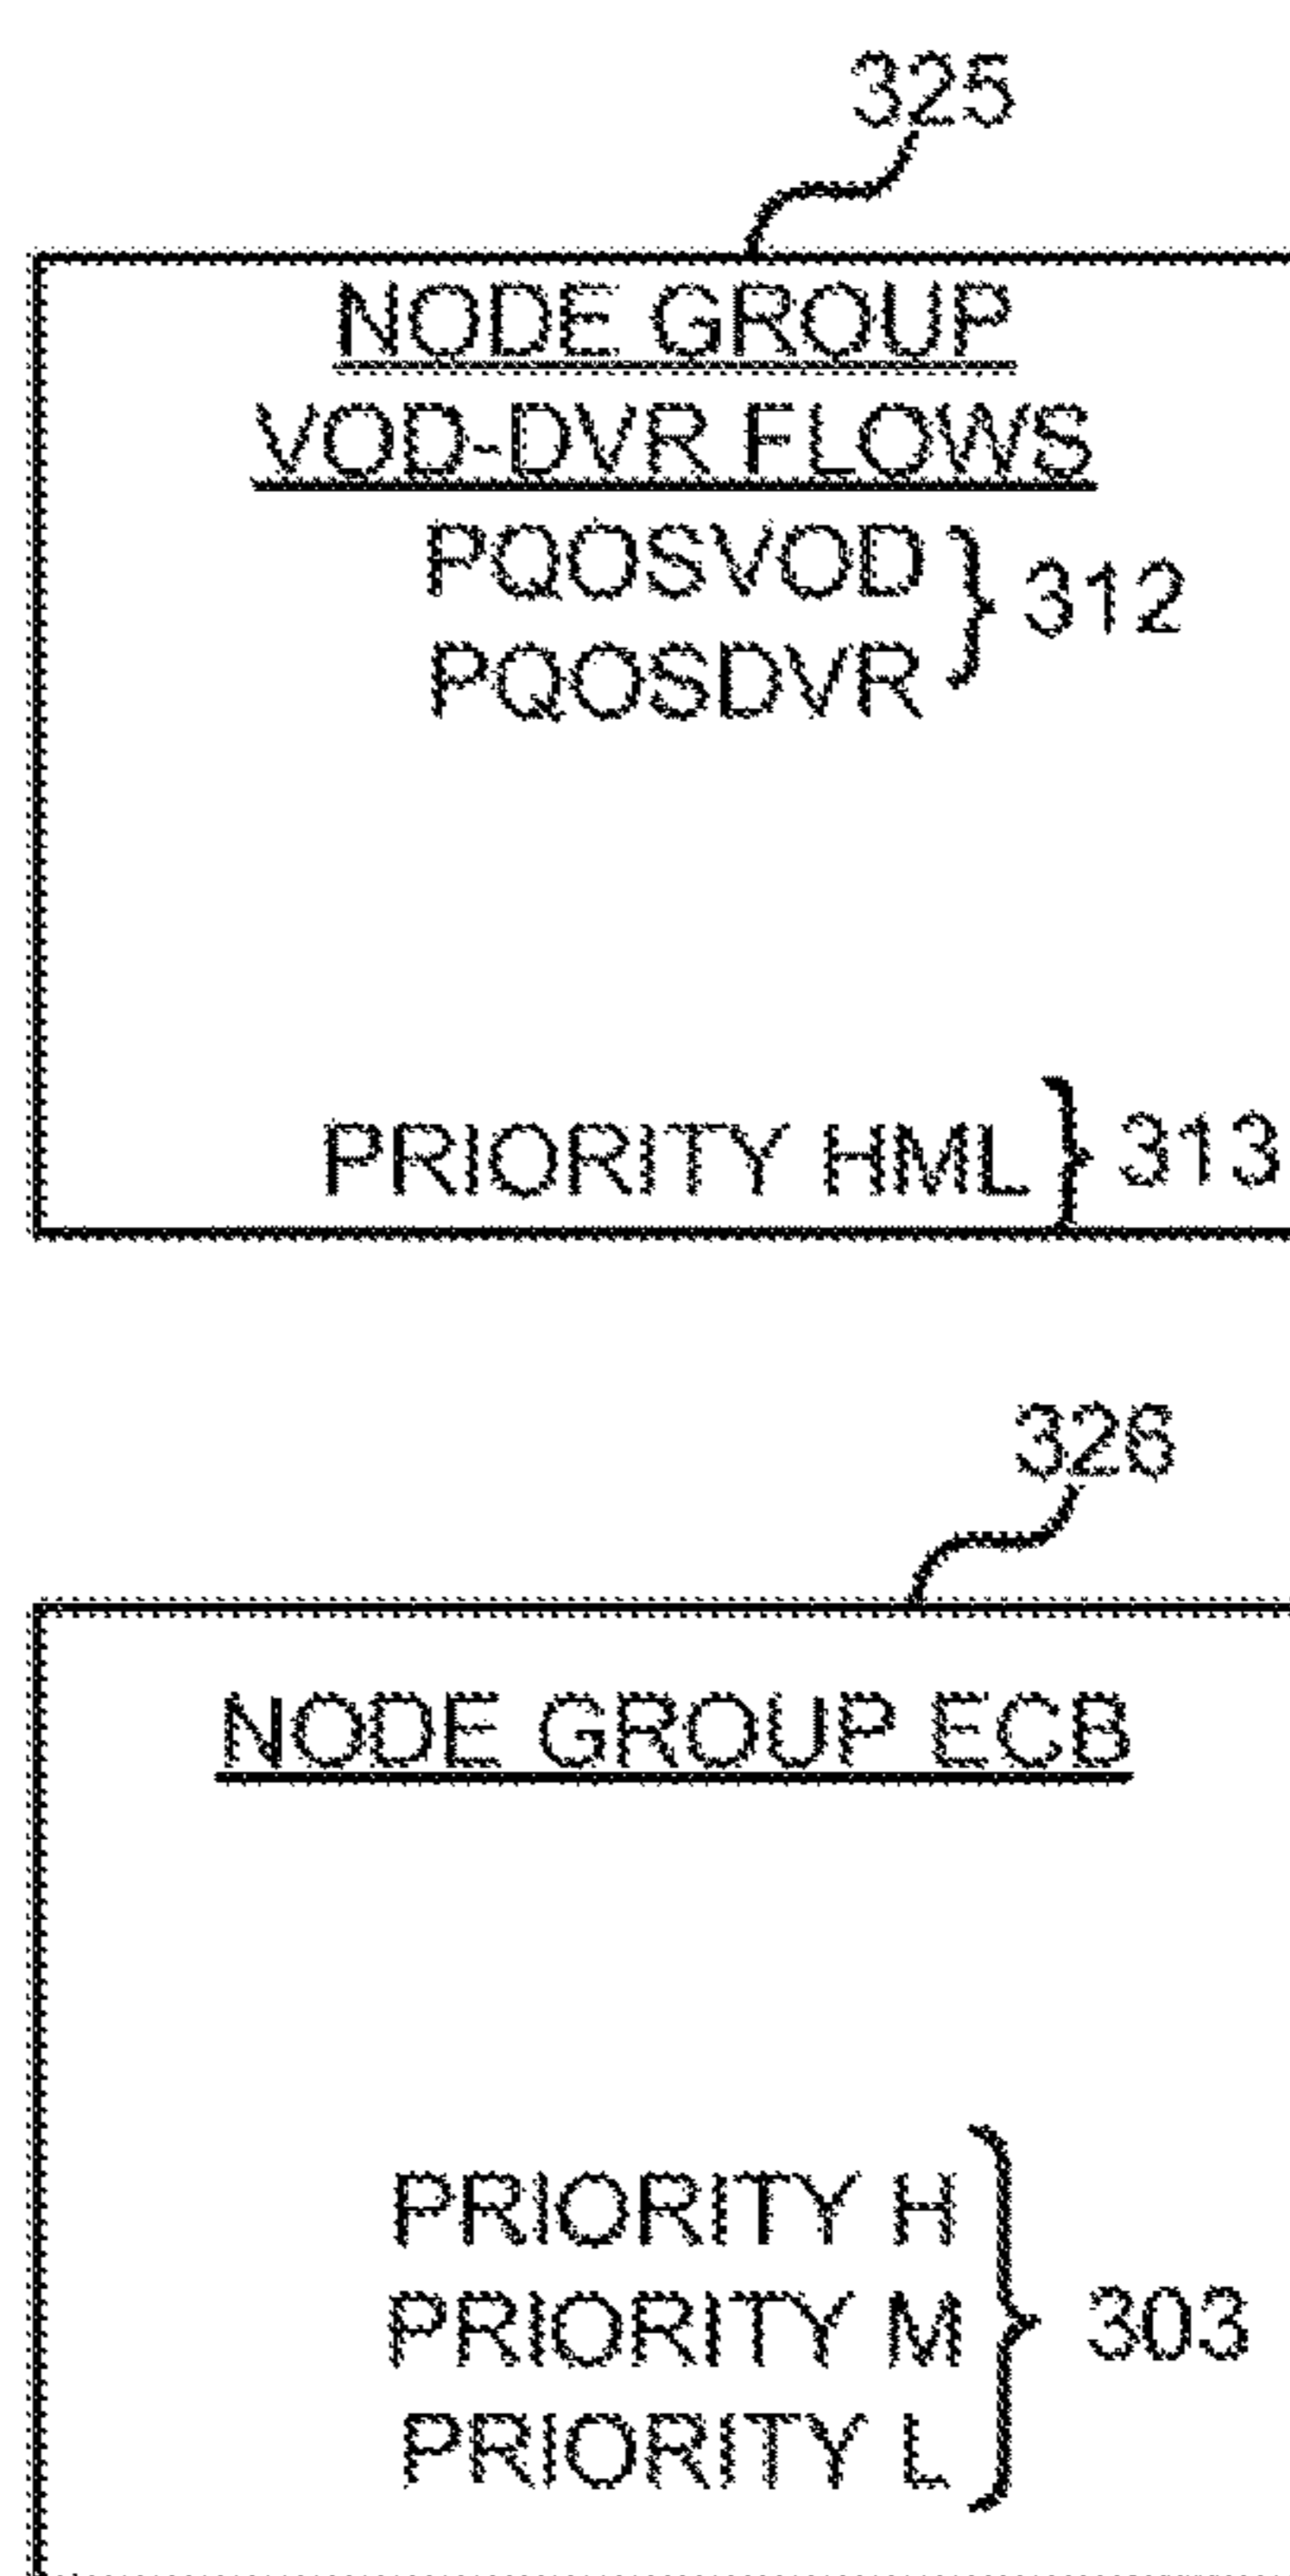 325
NODE GROUP
VOD-DVR FLOWS
PQOSVOD
312
PQOSDVR
PRIORITY HML 313
326
NODE GROUP ECB
PRIORITY H
PRIORITY M 303
PRIORITY L